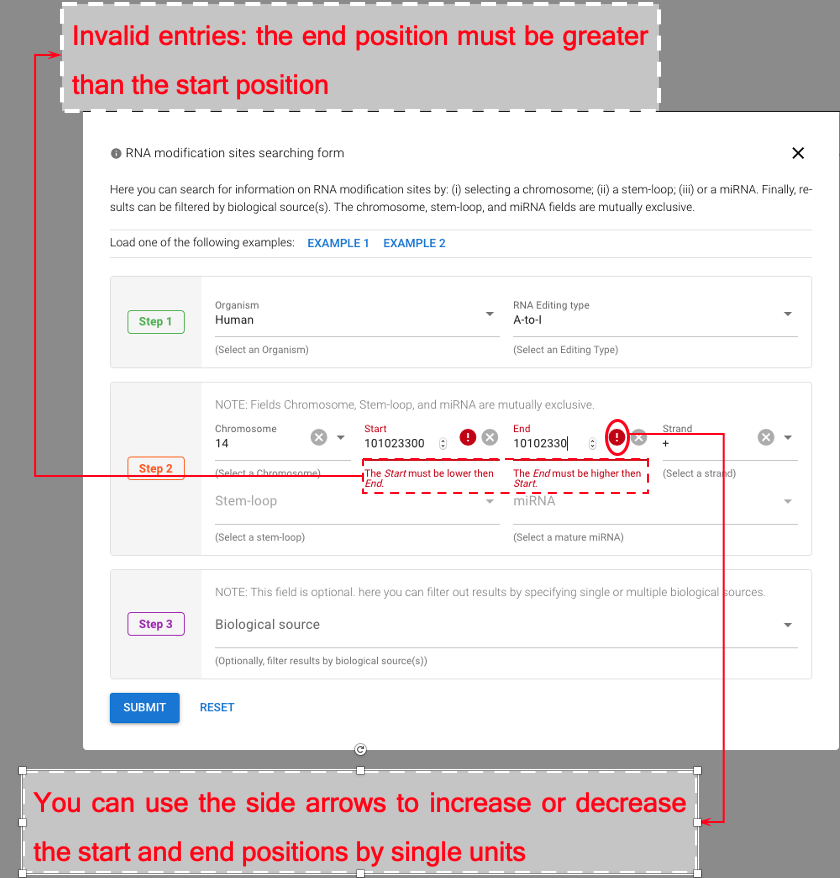 Invalid entries: the end position must be greater
than the start position
RNA modification sites searching form
Here you can search for information on RNA modification sites by: (i) selecting a chromosome; (ii) a stem-loop; (iii) or a miRNA. Finally, re-
sults can be filtered by biological source(s). The chromosome, stem-loop, and miRNA fields are mutually exclusive.
Load one of the following examples: EXAMPLE 1 EXAMPLE 2
Step 1
Organism
Human
(Select an Organism)
RNA Editing type
A-to-I
(Select an Editing Type)
Step 2
NOTE: Fields Chromosome, Stem-loop, and miRNA are mutually exclusive.
Chromosome
14
(Select a Chromosome)
Start
101023300
The Start must be lower then
End.
End
10102330
The End must be higher then
Start.
Strand
+
(Select a strand)
Stem-loop
(Select a stem-loop)
miRNA
(Select a mature miRNA)
Step 3
NOTE: This field is optional. here you can filter out results by specifying single or multiple biological sources.
Biological source
(Optionally, filter results by biological source(s))
SUBMIT RESET
You can use the side arrows to increase or decrease
the start and end positions by single units